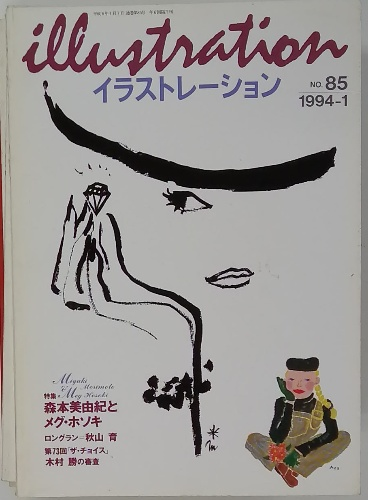 illustration
イラストレーション
NO. 85
1994-1
Miyuki
Morimoto
&
Meg Hosoki
特集
森本美由紀と
メグ・ホソキ
ロングラン=秋山 育
第73回「ザ・チョイス」
木村 勝の審査